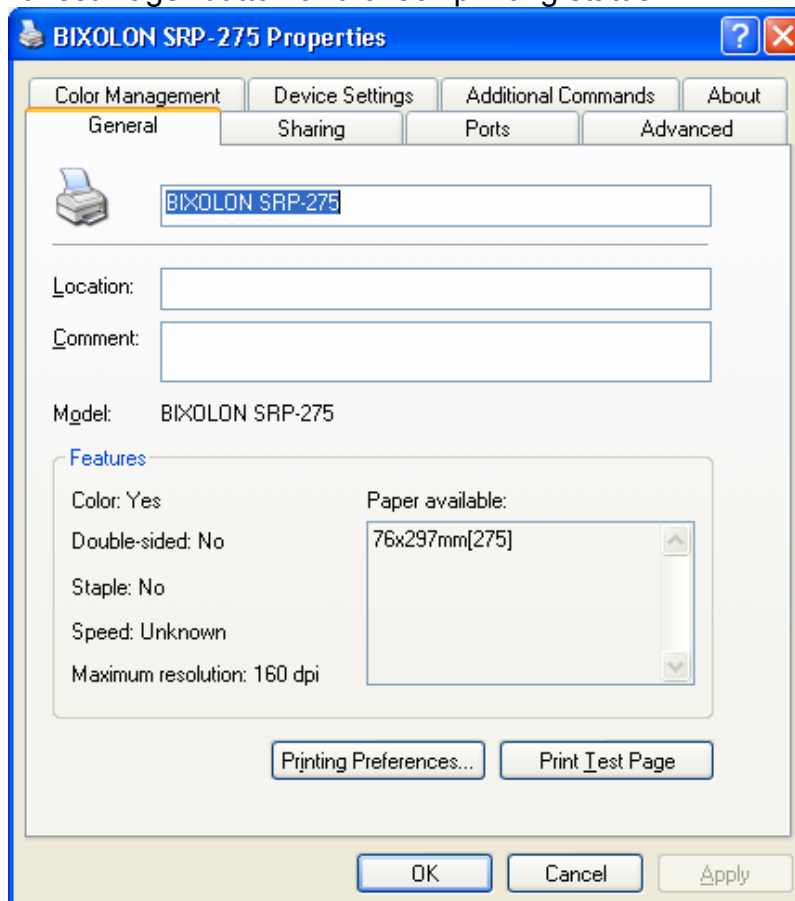 BIXOLON SRP-275 Properties
Color Management Device Settings Additional Commands About
General Sharing Ports Advanced
BIXOLON SRP-275
Location:
Comment:
Model: BIXOLON SRP-275
Features
Color: Yes Paper available:
Double-sided: No 76x297mm[275]
Staple: No
Speed: Unknown
Maximum resolution: 160 dpi
Printing Preferences... Print Test Page
OK Cancel Apply